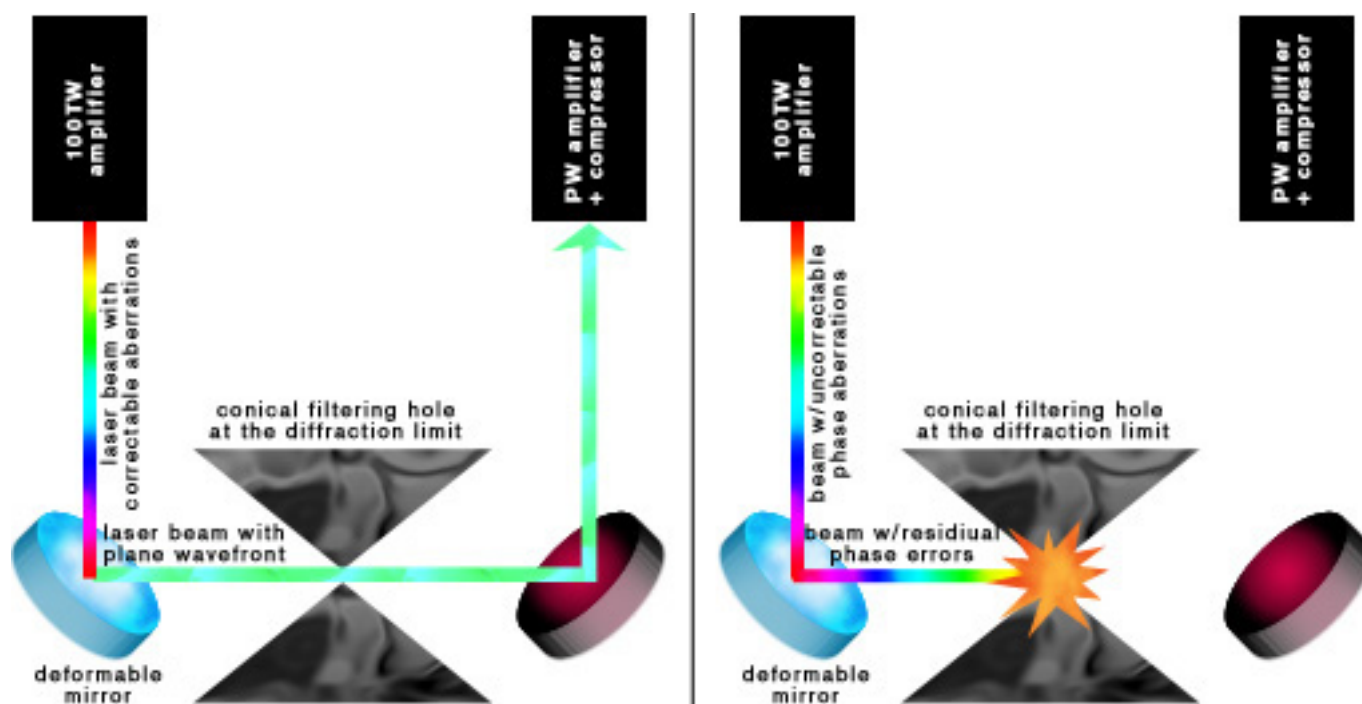 100TW
amplifier
PW amplifier
+ compressor
laser beam with
correctable aberrations
conical filtering hole
at the diffraction limit
laser beam with
plane wavefront
deformable
mirror
100TW
amplifier
PW amplifier
+ compressor
beam w/uncorrectable
phase aberrations
conical filtering hole
at the diffraction limit
beam w/residiual
phase errors
deformable
mirror